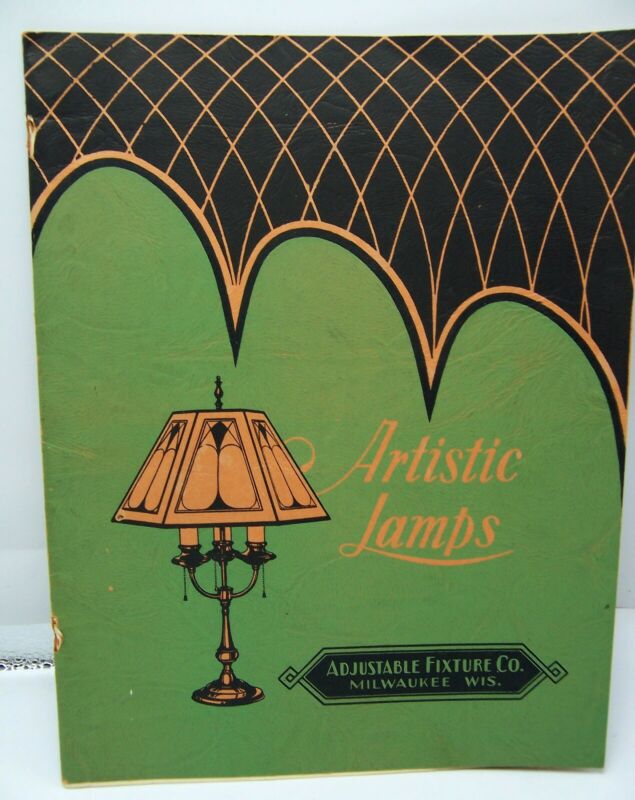 Artistic
Lamps
ADJUSTABLE FIXTURE CO.
MILWAUKEE WIS.